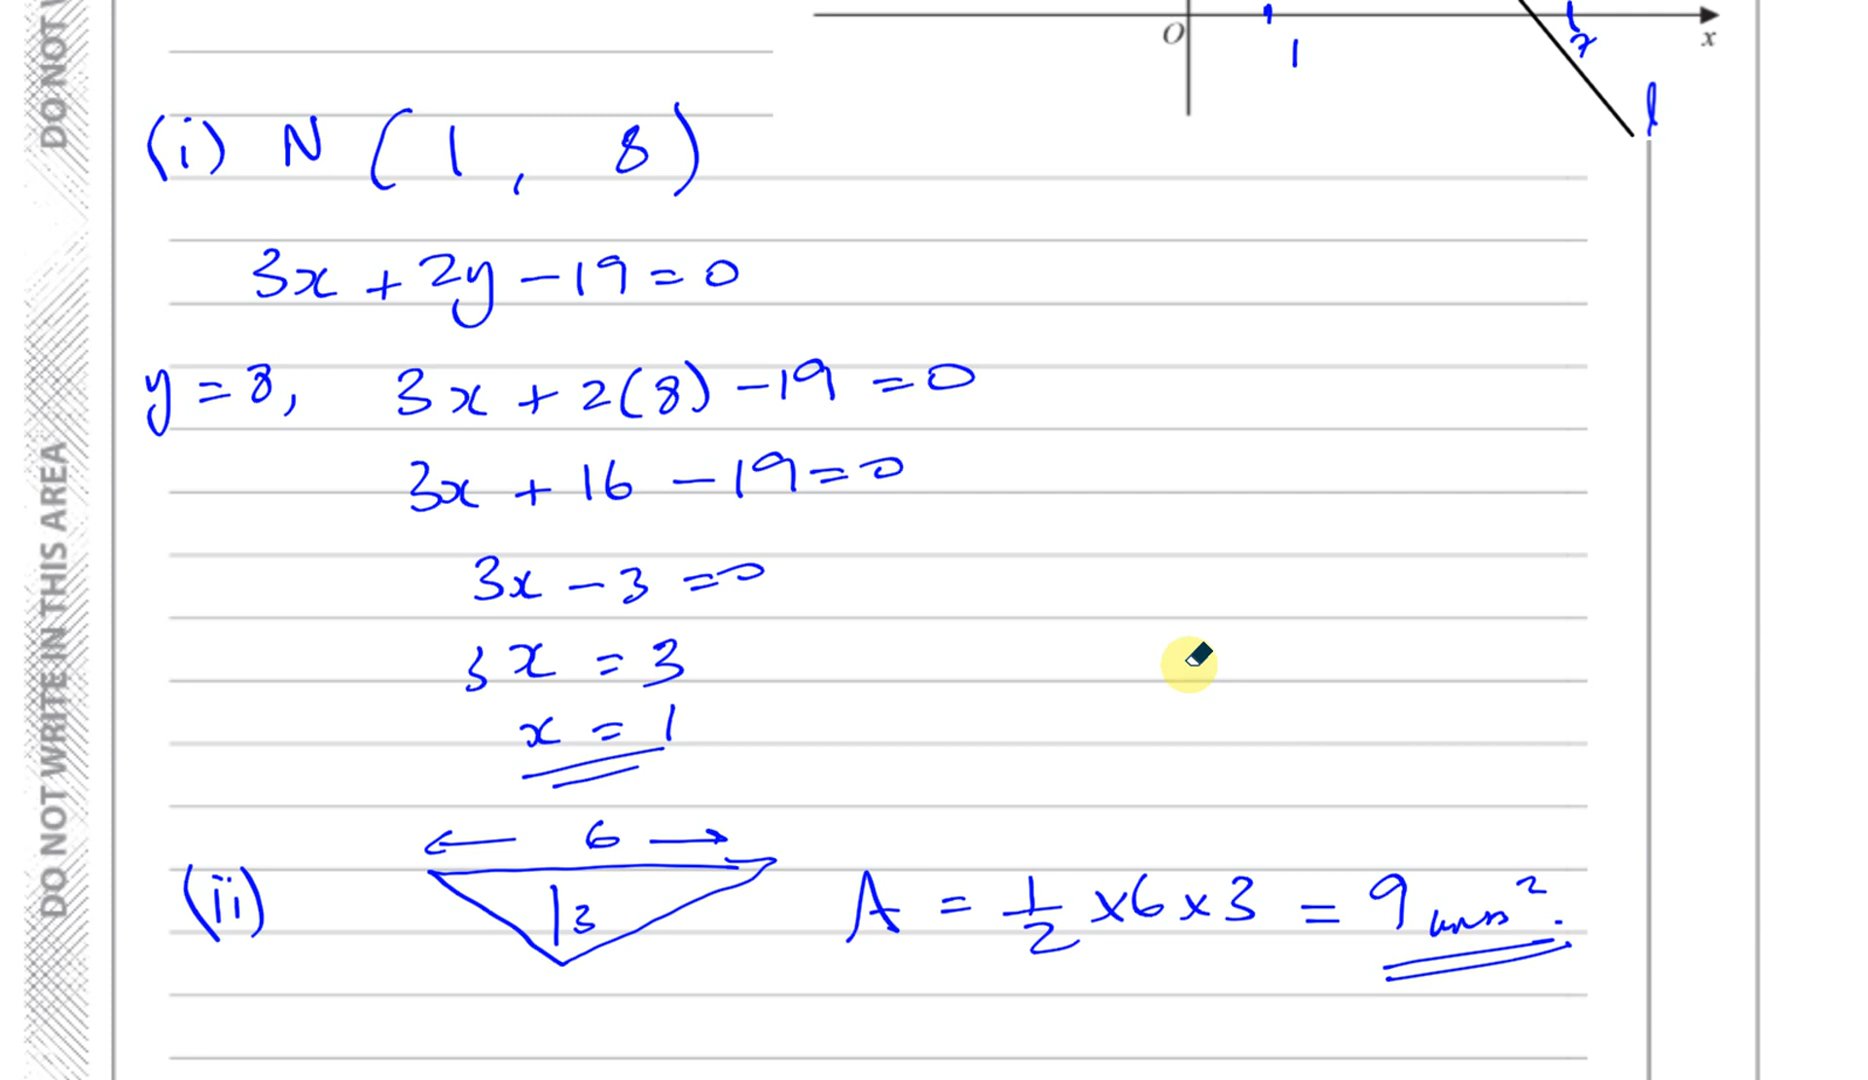 DO NOT W
O
1
7
x
l
(i) N ( 1 , 8 )
3x + 2y - 19 = 0
y = 8, 3x + 2(8) - 19 = 0
3x + 16 - 19 = 0
3x - 3 = 0
3x = 3
x = 1
DO NOT WRITE IN THIS AREA
6
(ii) 3 A = 1/2 × 6 × 3 = 9 units².